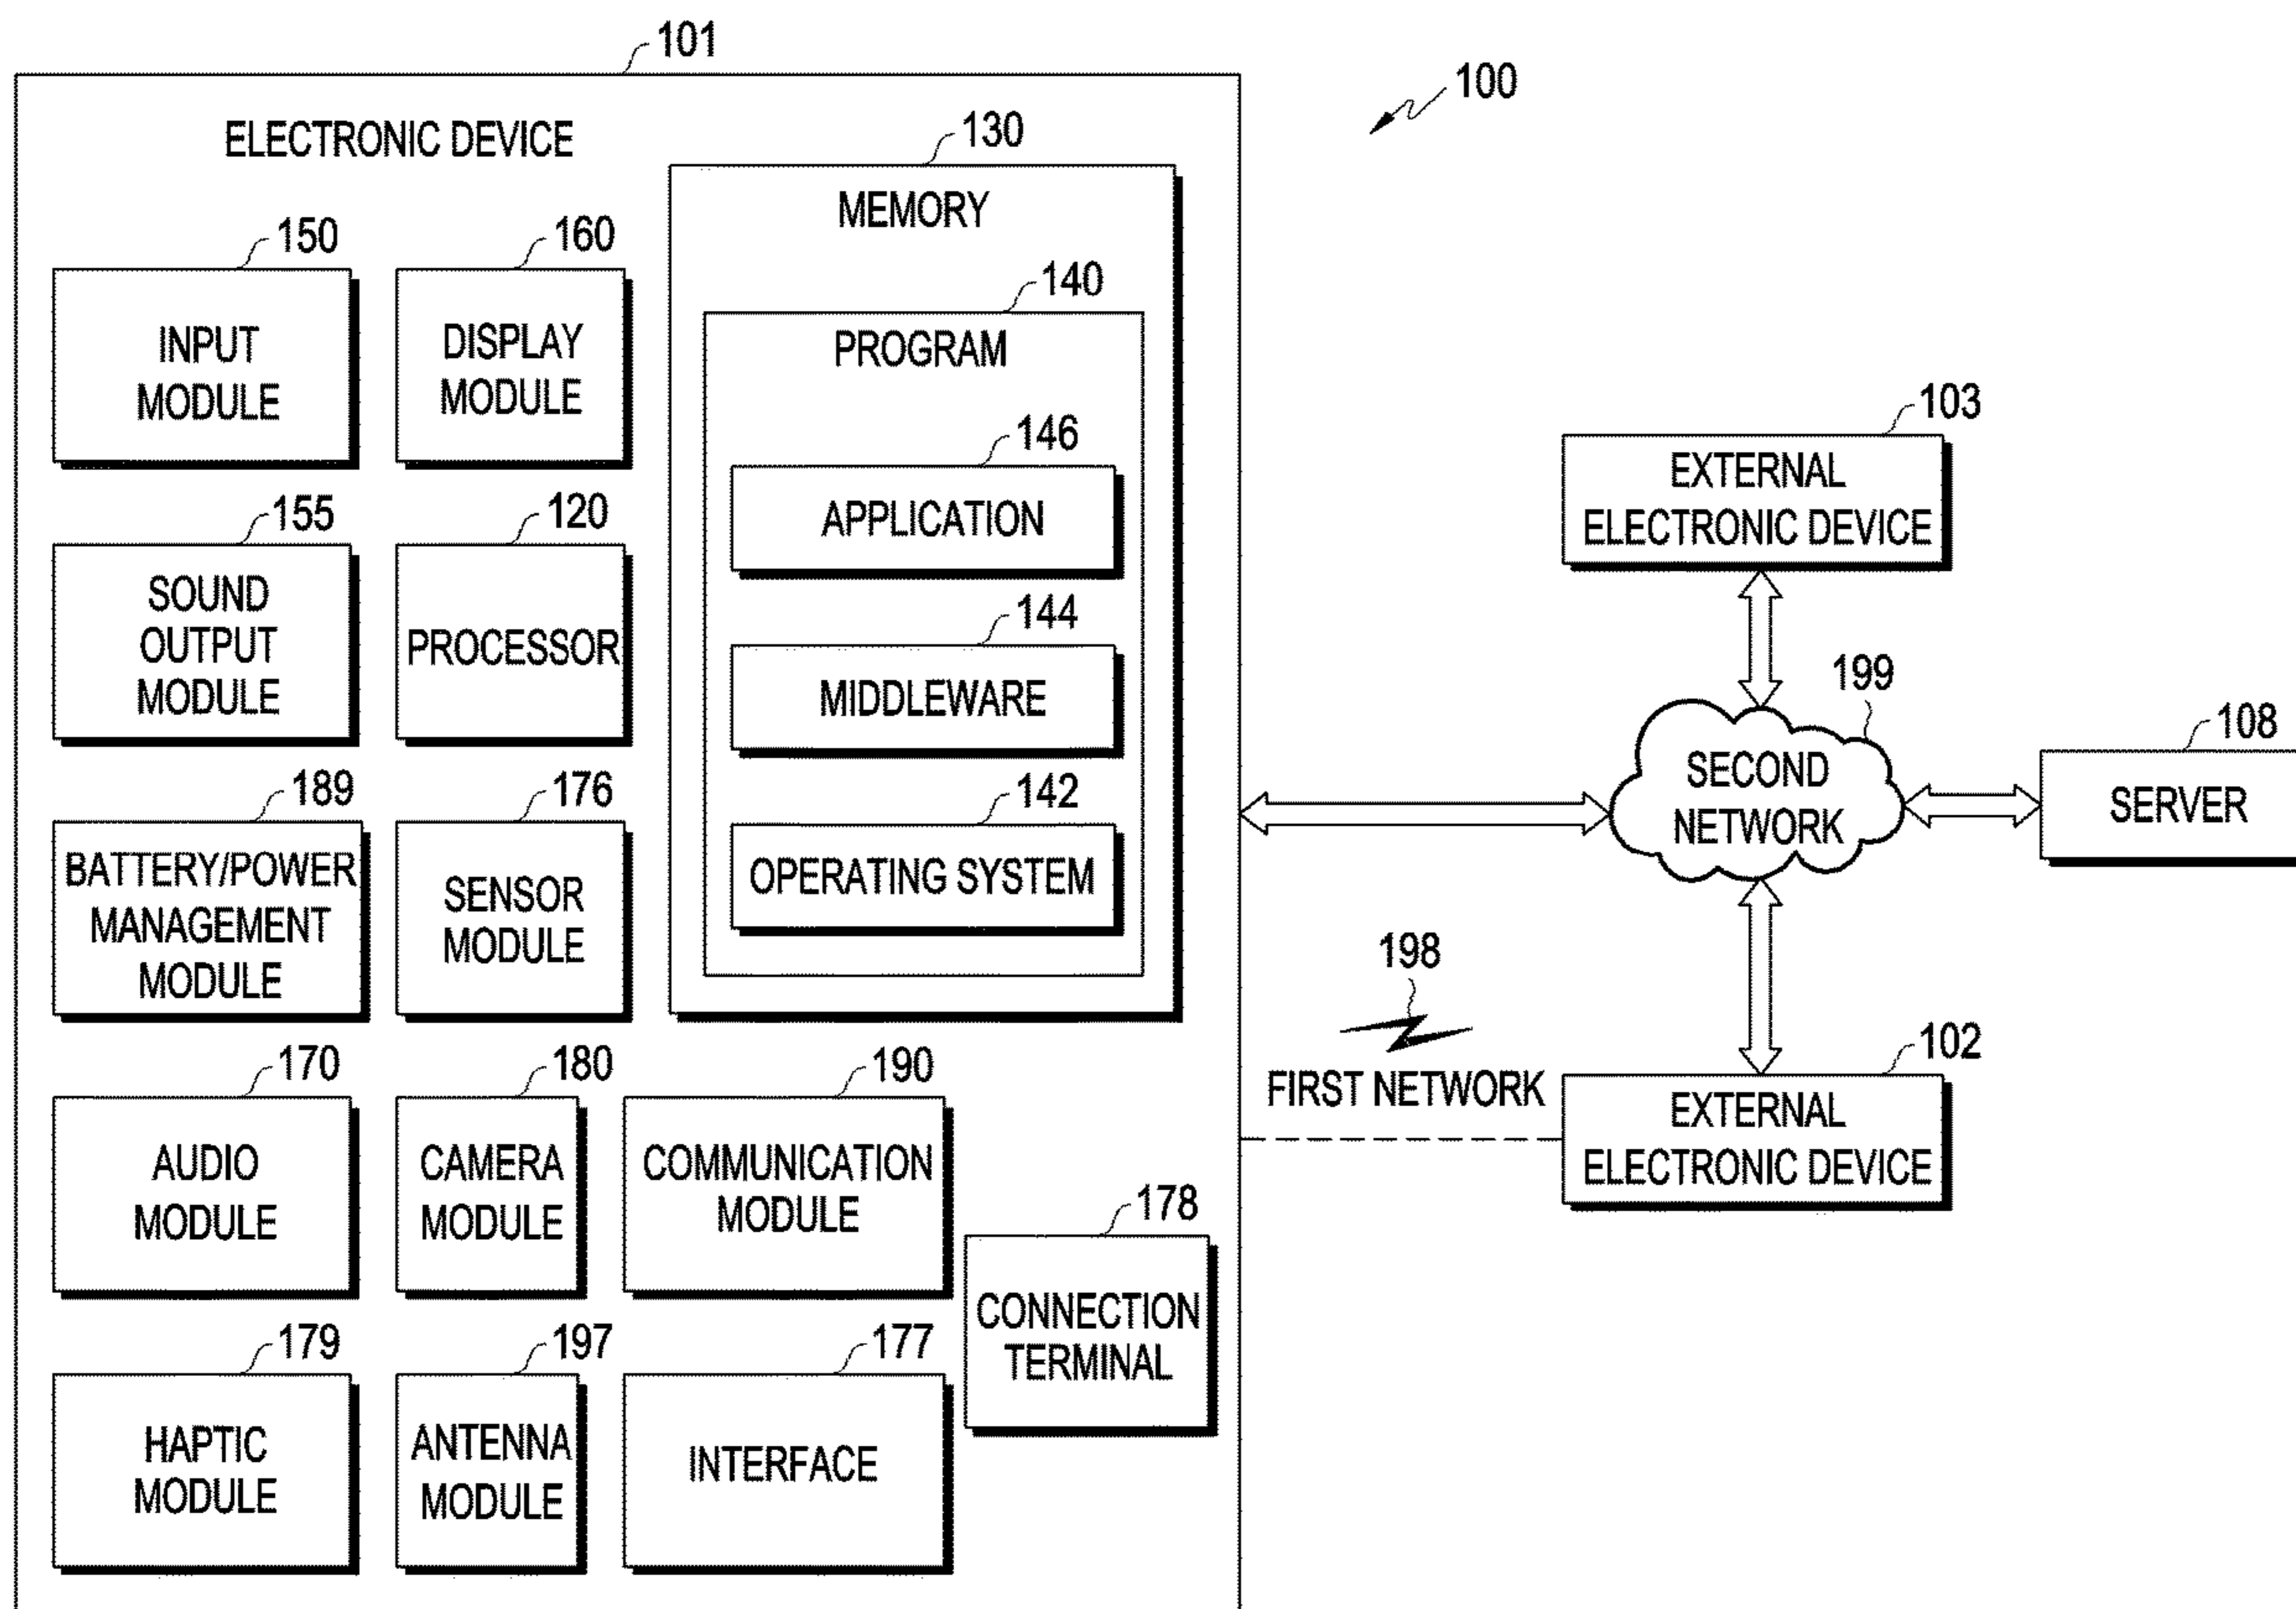 101
100
ELECTRONIC DEVICE
130
MEMORY
150
160
INPUT
MODULE
DISPLAY
MODULE
140
PROGRAM
146
APPLICATION
155
120
SOUND
OUTPUT
MODULE
PROCESSOR
144
MIDDLEWARE
189
176
BATTERY/POWER
MANAGEMENT
MODULE
SENSOR
MODULE
142
OPERATING SYSTEM
170
180
190
AUDIO
MODULE
CAMERA
MODULE
COMMUNICATION
MODULE
178
CONNECTION
TERMINAL
179
197
177
HAPTIC
MODULE
ANTENNA
MODULE
INTERFACE
103
EXTERNAL
ELECTRONIC DEVICE
199
SECOND
NETWORK
108
SERVER
198
FIRST NETWORK
102
EXTERNAL
ELECTRONIC DEVICE